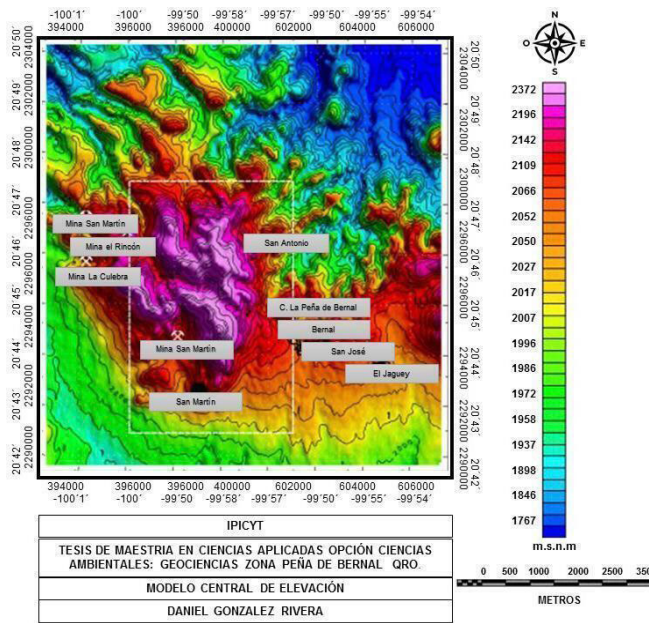 -100°1´ -100° -99°50 -99°58 -99°57 -99°50´ -99°55´ -99°54´
394000 396000 396000 400000 602000 604000 606000
20°50´ 2304000
20°49´ 2302000
20°48´ 2300000
20°47´ 2296000
20°46´ 2296000
20°45´ 2294000
20°44´ 2262000
20°43´ 2290000
20°42´
20°50´ 2304000
20°49´ 2302000
20°48´ 2300000
20°47´ 2296000
20°46´ 2296000
20°45´ 2294000
20°44´ 2292000
20°43´ 2290000
20°42´
Mina San Martín
Mina el Rincón
Mina La Culebra
San Antonio
C. La Peña de Bernal
Bernal
San José
El Jaguey
Mina San Martín
San Martín
394000 396000 396000 400000 602000 604000 606000
-100°1´ -100° -99°50 -99°58 -99°57 -99°50´ -99°55´ -99°54´
N
O E
S
2372
2196
2142
2109
2066
2052
2050
2027
2017
2007
1996
1986
1972
1958
1937
1898
1846
1767
m.s.n.m
0 500 1000 1500 2000 2500
METROS
IPICYT
TESIS DE MAESTRIA EN CIENCIAS APLICADAS OPCIÓN CIENCIAS
AMBIENTALES: GEOCIENCIAS ZONA PEÑA DE BERNAL QRO.
MODELO CENTRAL DE ELEVACIÓN
DANIEL GONZALEZ RIVERA